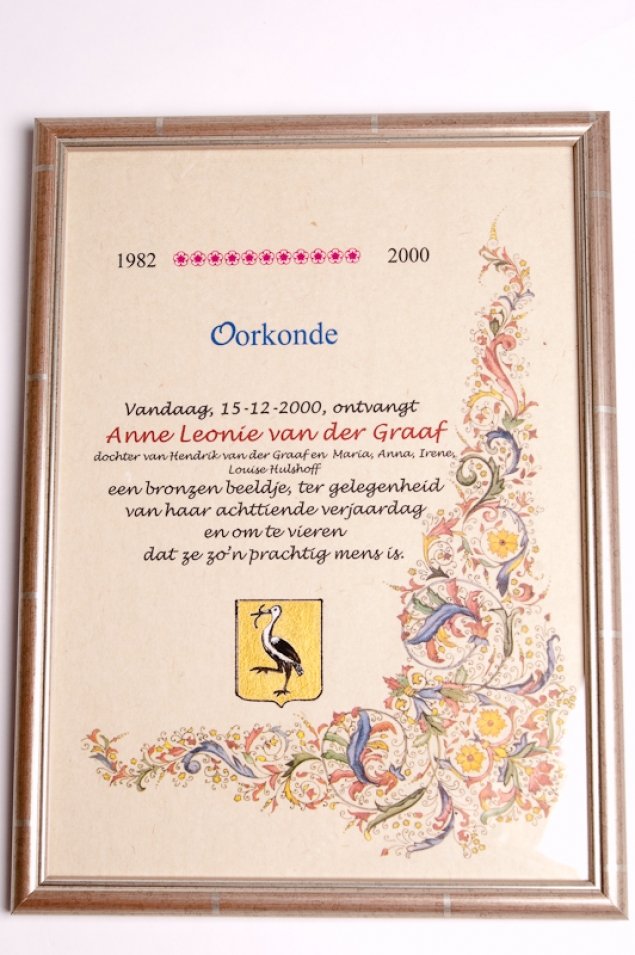 1982 2000
Oorkonde
Vandaag, 15-12-2000, ontvangt
Anne Leonie van der Graaf
dochter van Hendrik van der Graaf en Maria, Anna, Irene,
Louise Hulshoff
een bronzen beeldje, ter gelegenheid
van haar achttiende verjaardag
en om te vieren
dat ze zo'n prachtig mens is.